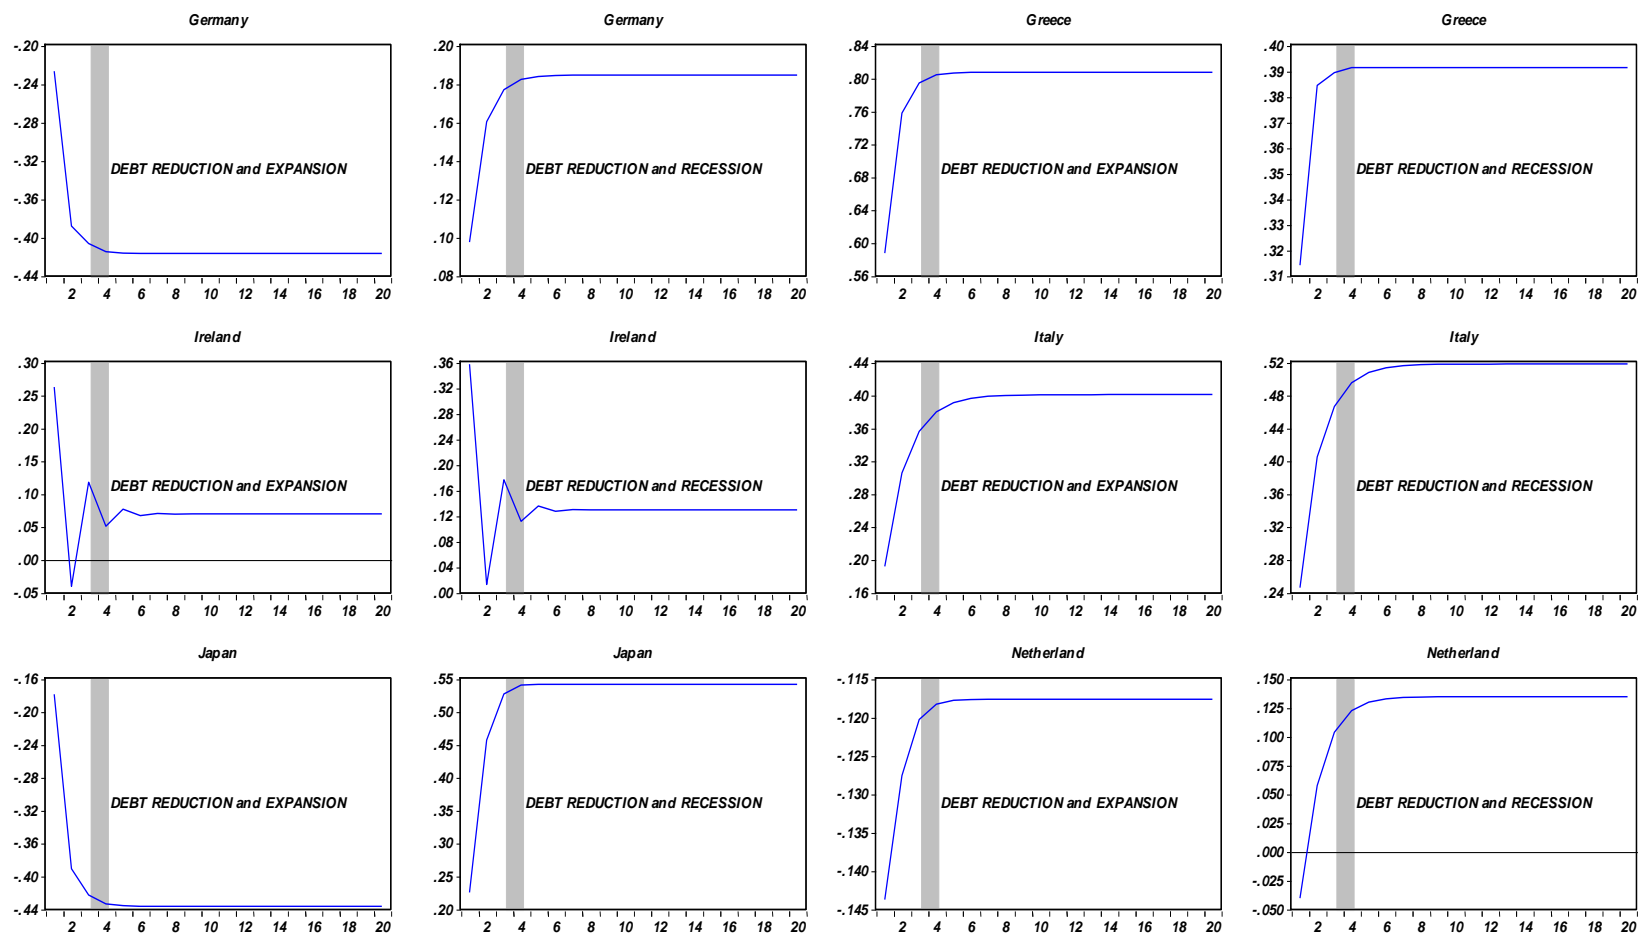 Germany
-.20
-.24
-.28
-.32
-.36
-.40
-.44
DEBT REDUCTION and EXPANSION
2 4 6 8 10 12 14 16 18 20
Germany
.20
.18
.16
.14
.12
.10
.08
DEBT REDUCTION and RECESSION
2 4 6 8 10 12 14 16 18 20
Greece
.84
.80
.76
.72
.68
.64
.60
.56
DEBT REDUCTION and EXPANSION
2 4 6 8 10 12 14 16 18 20
Greece
.40
.39
.38
.37
.36
.35
.34
.33
.32
.31
DEBT REDUCTION and RECESSION
2 4 6 8 10 12 14 16 18 20
Ireland
.30
.25
.20
.15
.10
.05
.00
-.05
DEBT REDUCTION and EXPANSION
2 4 6 8 10 12 14 16 18 20
Ireland
.36
.32
.28
.24
.20
.16
.12
.08
.04
.00
DEBT REDUCTION and RECESSION
2 4 6 8 10 12 14 16 18 20
Italy
.44
.40
.36
.32
.28
.24
.20
.16
DEBT REDUCTION and EXPANSION
2 4 6 8 10 12 14 16 18 20
Italy
.52
.48
.44
.40
.36
.32
.28
.24
DEBT REDUCTION and RECESSION
2 4 6 8 10 12 14 16 18 20
Japan
-.16
-.20
-.24
-.28
-.32
-.36
-.40
-.44
DEBT REDUCTION and EXPANSION
2 4 6 8 10 12 14 16 18 20
Japan
.55
.50
.45
.40
.35
.30
.25
.20
DEBT REDUCTION and RECESSION
2 4 6 8 10 12 14 16 18 20
Netherland
-.115
-.120
-.125
-.130
-.135
-.140
-.145
DEBT REDUCTION and EXPANSION
2 4 6 8 10 12 14 16 18 20
Netherland
.150
.125
.100
.075
.050
.025
.000
-.025
-.050
DEBT REDUCTION and RECESSION
2 4 6 8 10 12 14 16 18 20